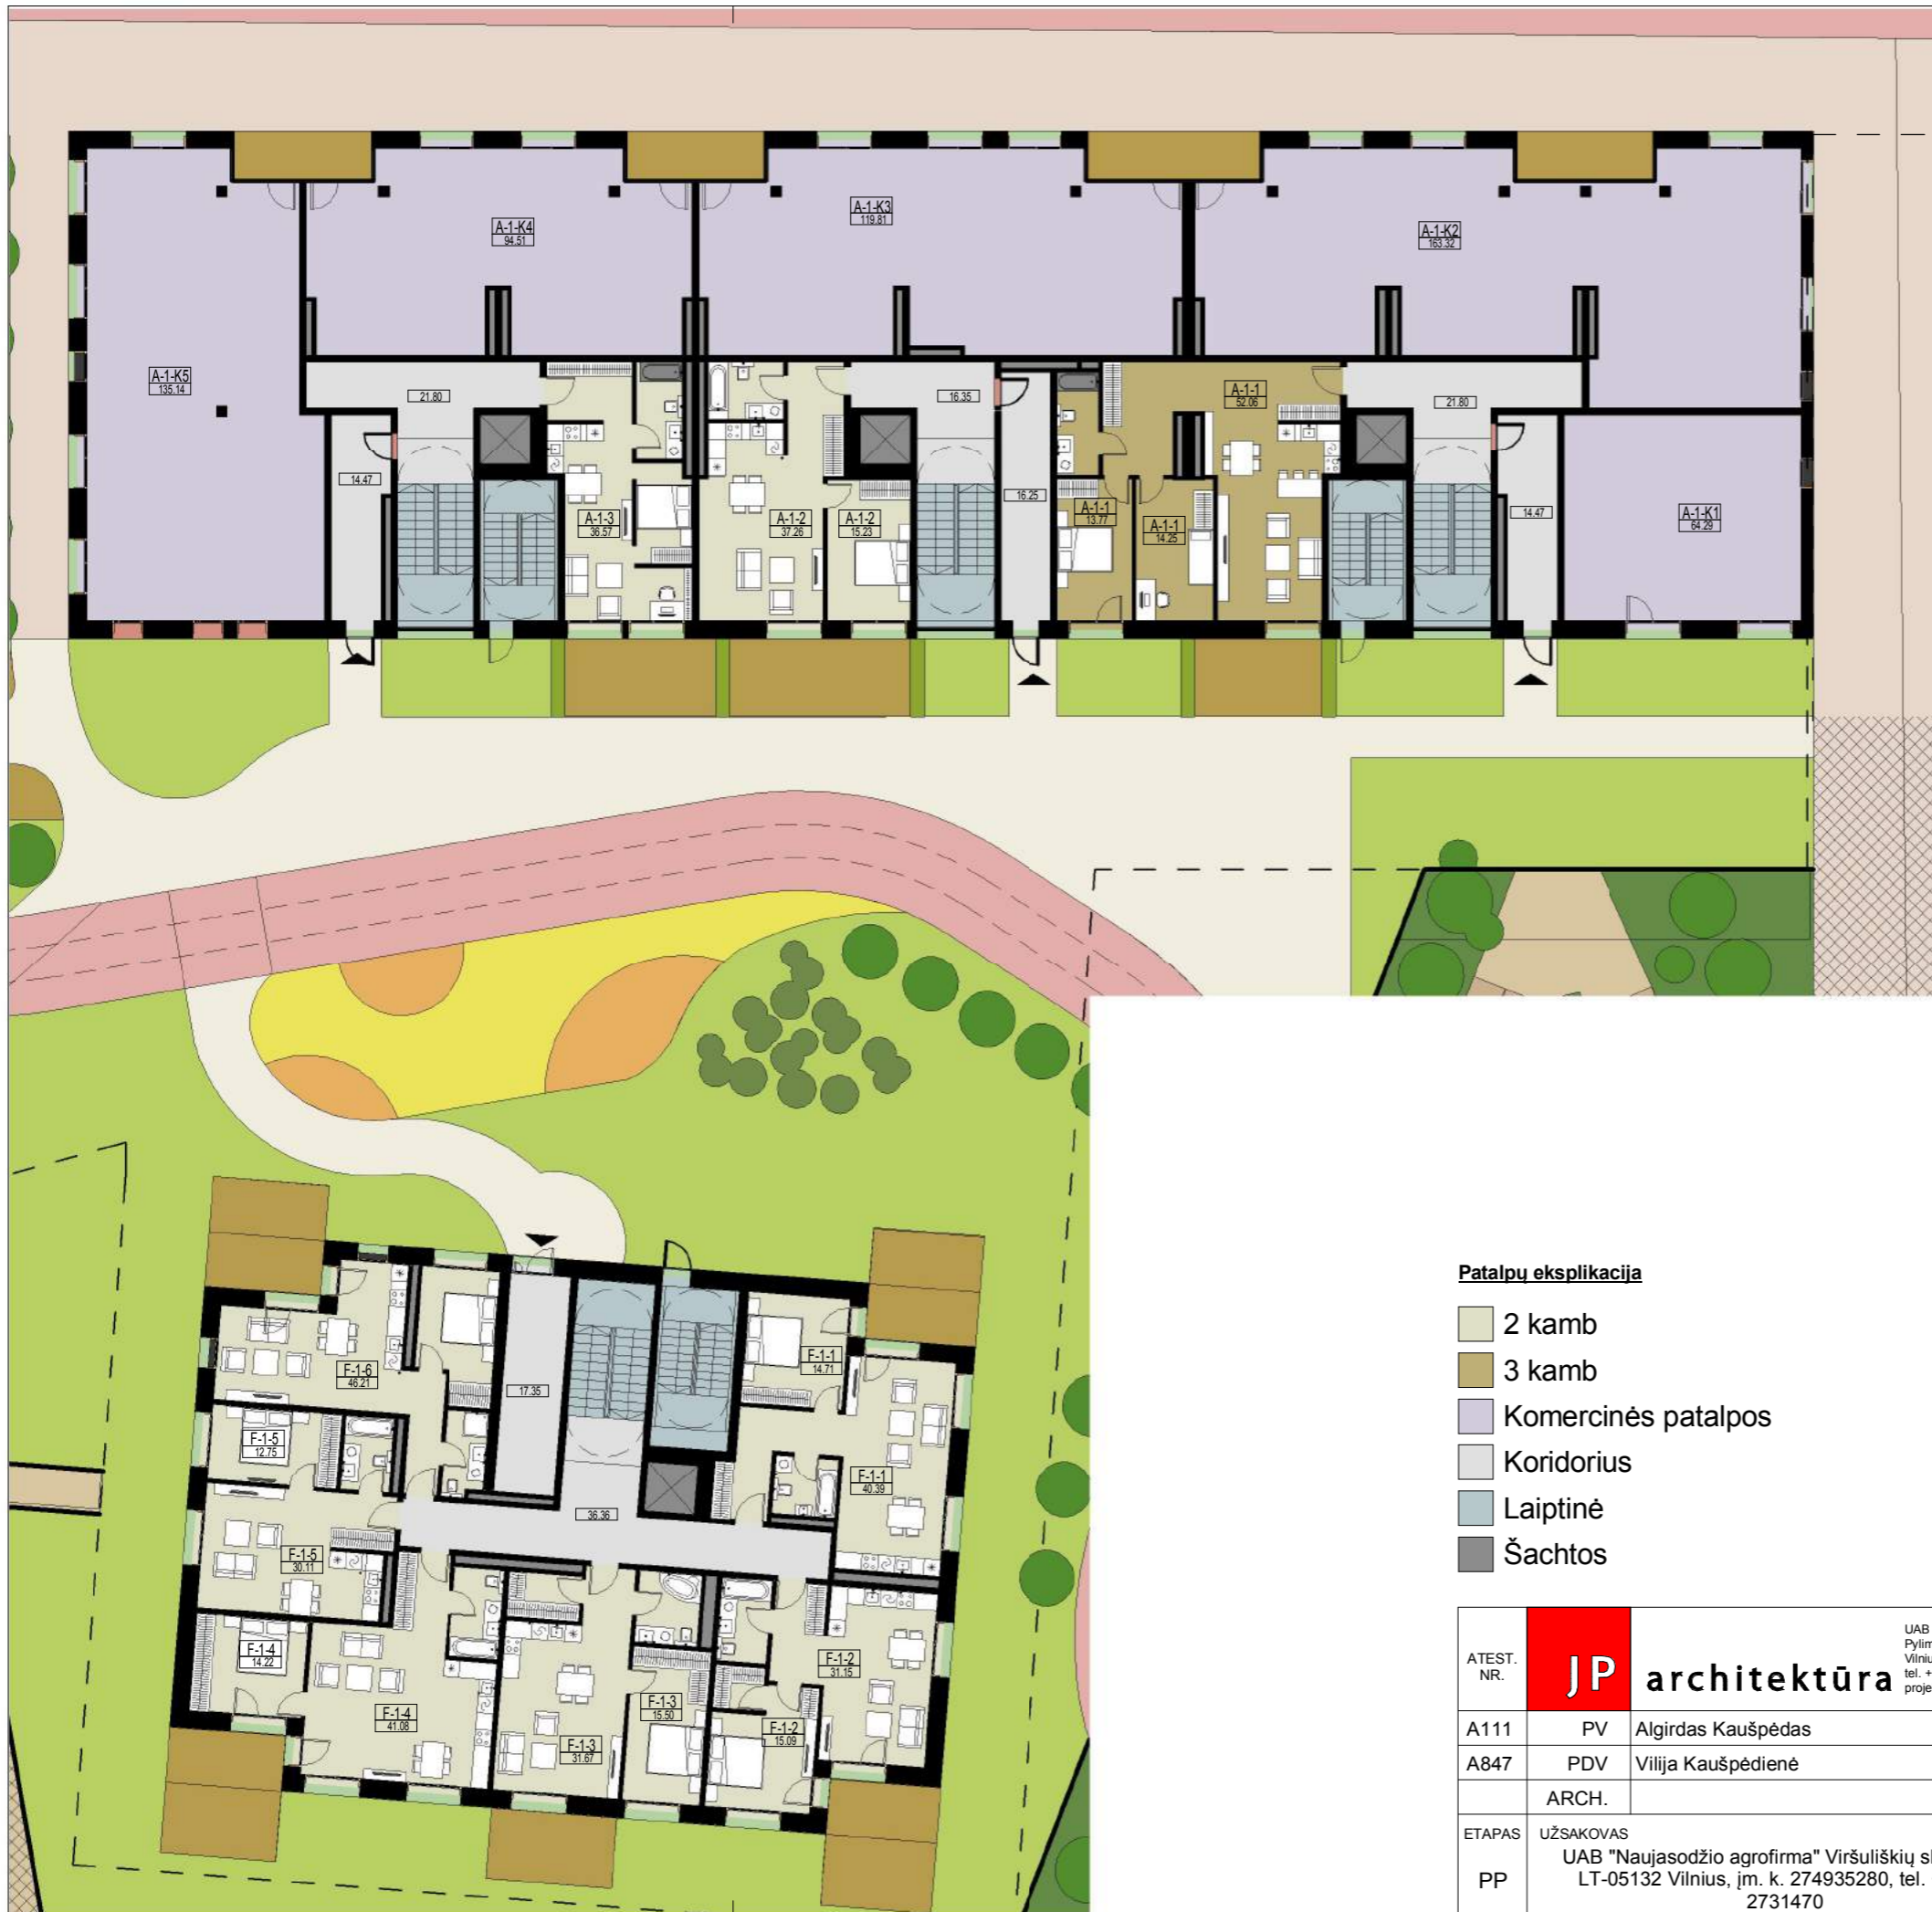 A-1-K4
94.51
A-1-K3
119.81
A-1-K2
163.32
A-1-K5
135.14
21.80
16.35
A-1-1
52.06
21.80
14.47
A-1-3
36.57
A-1-2
37.26
A-1-2
15.23
16.25
A-1-1
13.77
A-1-1
14.25
14.47
A-1-K1
64.29
F-1-6
46.21
17.35
F-1-1
14.71
F-1-5
12.75
F-1-1
40.39
36.36
F-1-5
30.11
F-1-4
14.22
F-1-2
31.15
F-1-4
41.08
F-1-3
15.50
F-1-3
31.67
F-1-2
15.09
Patalpų eksplikacija
2 kamb
3 kamb
Komercinės patalpos
Koridorius
Laiptinė
Šachtos
ATEST.
NR.
JP
architektūra
UAB
tel. +
A111 PV Algirdas Kaušpėdas
A847 PDV Vilija Kaušpėdienė
ARCH.
ETAPAS UŽSAKOVAS
PP
UAB "Naujasodžio agrofirma" Viršuliškių
LT-05132 Vilnius, įm. k. 274935280, tel.
2731470